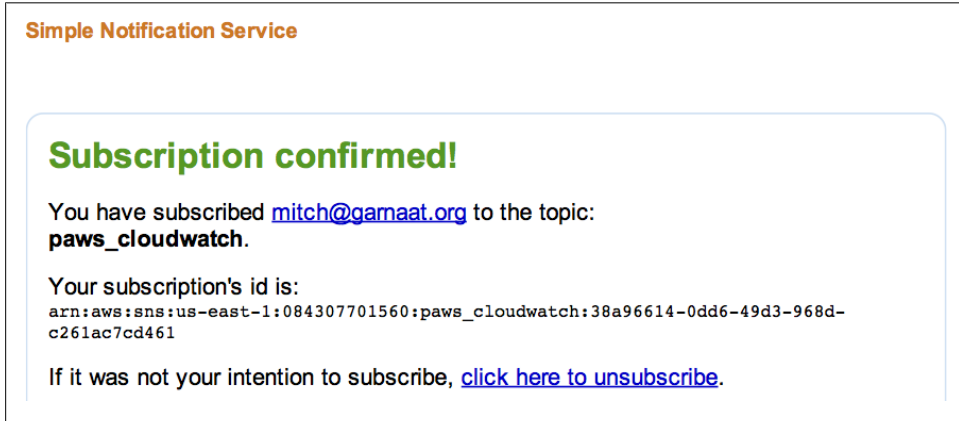 Simple Notification Service
Subscription confirmed!
You have subscribed mitch@garnaat.org to the topic:
paws_cloudwatch.
Your subscription's id is:
arn:aws:sns:us-east-1:084307701560:paws_cloudwatch:38a96614-0dd6-49d3-968d-
c261ac7cd461
If it was not your intention to subscribe, click here to unsubscribe.